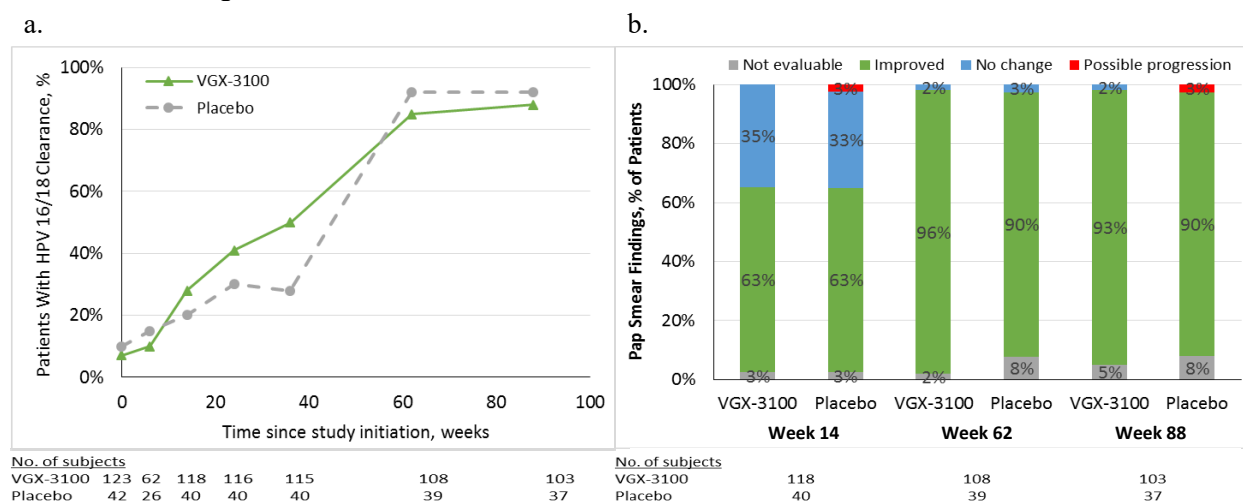 a.
VGX-3100
Placebo
Patients With HPV 16/18 Clearance, %
100%
80%
60%
40%
20%
0%
0 20 40 60 80 100
Time since study initiation, weeks
No. of subjects
VGX-3100 123 62 118 116 115 108 103
Placebo 42 26 40 40 40 39 37
b.
Not evaluable Improved No change Possible progression
Pap Smear Findings, % of Patients
100%
80%
60%
40%
20%
0%
35%
63%
3%
3%
33%
63%
3%
2%
96%
2%
3%
90%
8%
2%
93%
5%
3%
90%
8%
VGX-3100 Placebo VGX-3100 Placebo VGX-3100 Placebo
Week 14 Week 62 Week 88
No. of subjects
VGX-3100 118 108 103
Placebo 40 39 37